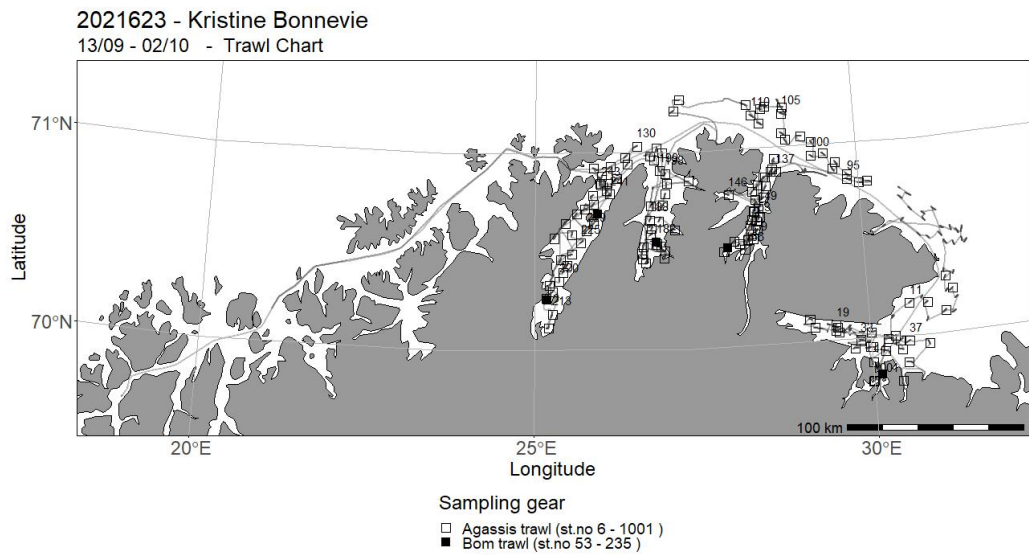 2021623 - Kristine Bonnevie
13/09 - 02/10 - Trawl Chart
71°N
70°N
Latitude
110
105
130
100
137
95
146
11
19
37
213
100 km
20°E
25°E
30°E
Longitude
Sampling gear
Agassis trawl (st.no 6 - 1001 )
Bom trawl (st.no 53 - 235 )